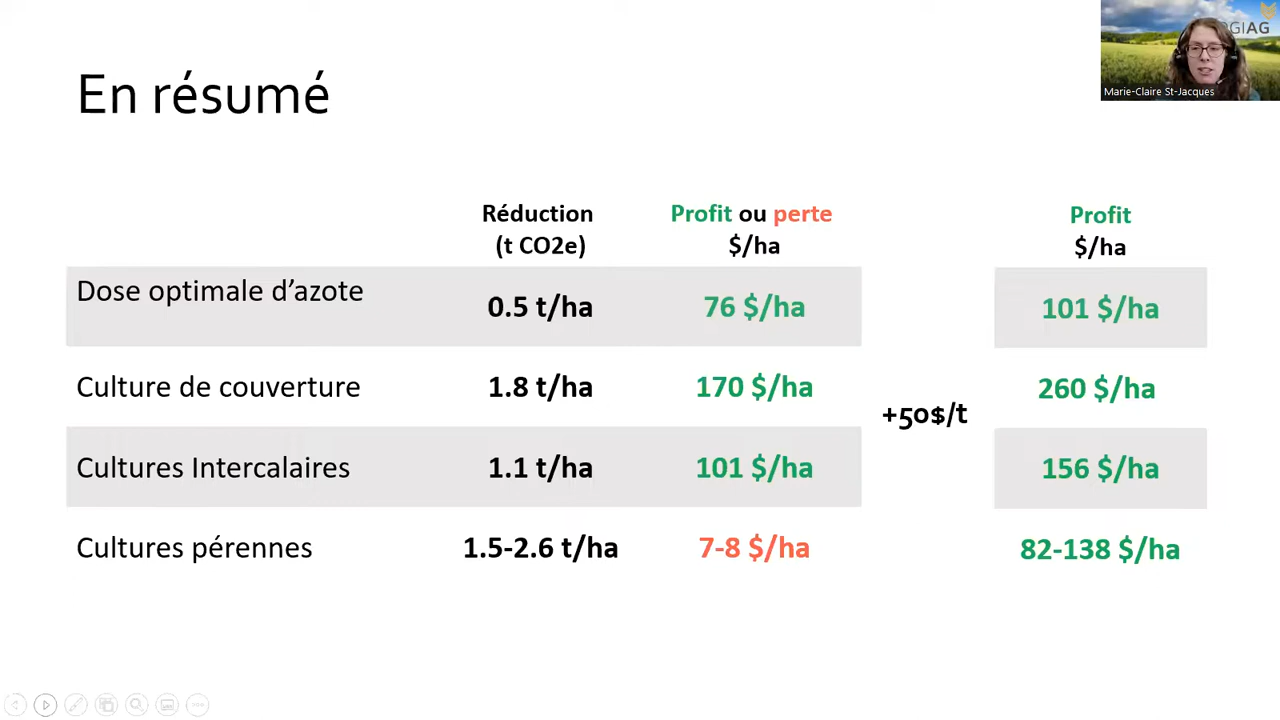 GIAG
Marie-Claire St-Jacques
En résumé
Réduction
(t CO2e)
Profit ou perte
$/ha
Profit
$/ha
Dose optimale d’azote
0.5 t/ha
76 $/ha
101 $/ha
Culture de couverture
1.8 t/ha
170 $/ha
260 $/ha
+50$/t
Cultures Intercalaires
1.1 t/ha
101 $/ha
156 $/ha
Cultures pérennes
1.5-2.6 t/ha
7-8 $/ha
82-138 $/ha